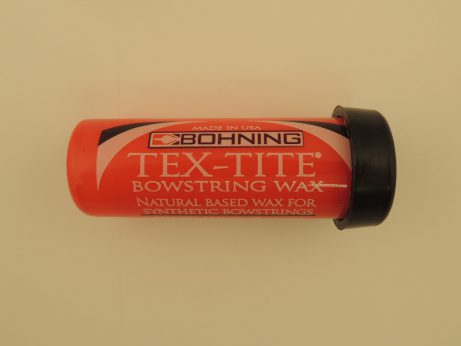 MADE IN USA
BOHNING
TEX-TITE®
BOWSTRING WAX
NATURAL BASED WAX FOR
SYNTHETIC BOWSTRINGS